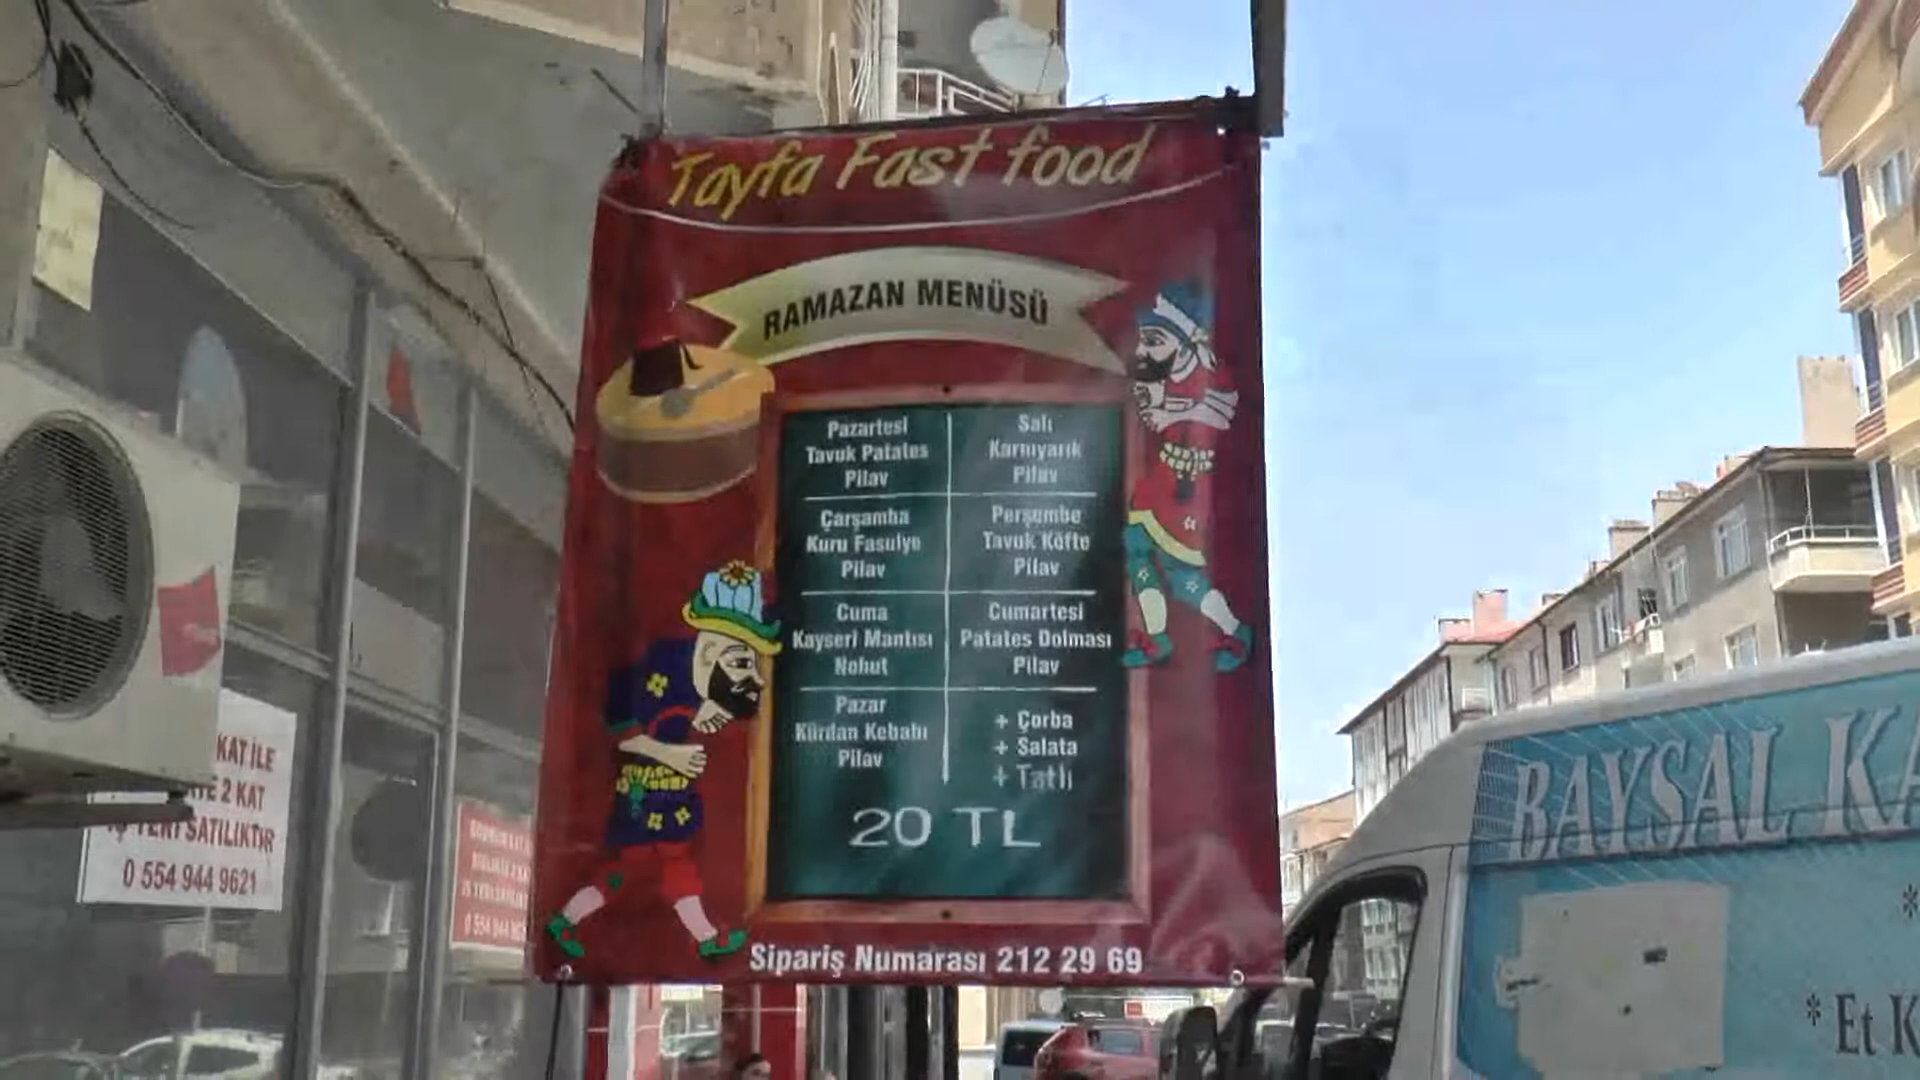 Tayfa Fast food
RAMAZAN MENÜSÜ
Pazartesi
Tavuk Patates
Pilav
Salı
Karnıyarık
Pilav
Çarşamba
Kuru Fasulye
Pilav
Perşembe
Tavuk Köfte
Pilav
Cuma
Kayseri Mantısı
Nohut
Cumartesi
Patates Dolması
Pilav
Pazar
Kürdan Kebabı
Pilav
+ Çorba
+ Salata
+ Tatlı
20 TL
Sipariş Numarası 212 29 69
KAT İLE
2 KAT
İŞ YERİ SATILIKTIR
0 554 944 9621
BAYSAL
* Et